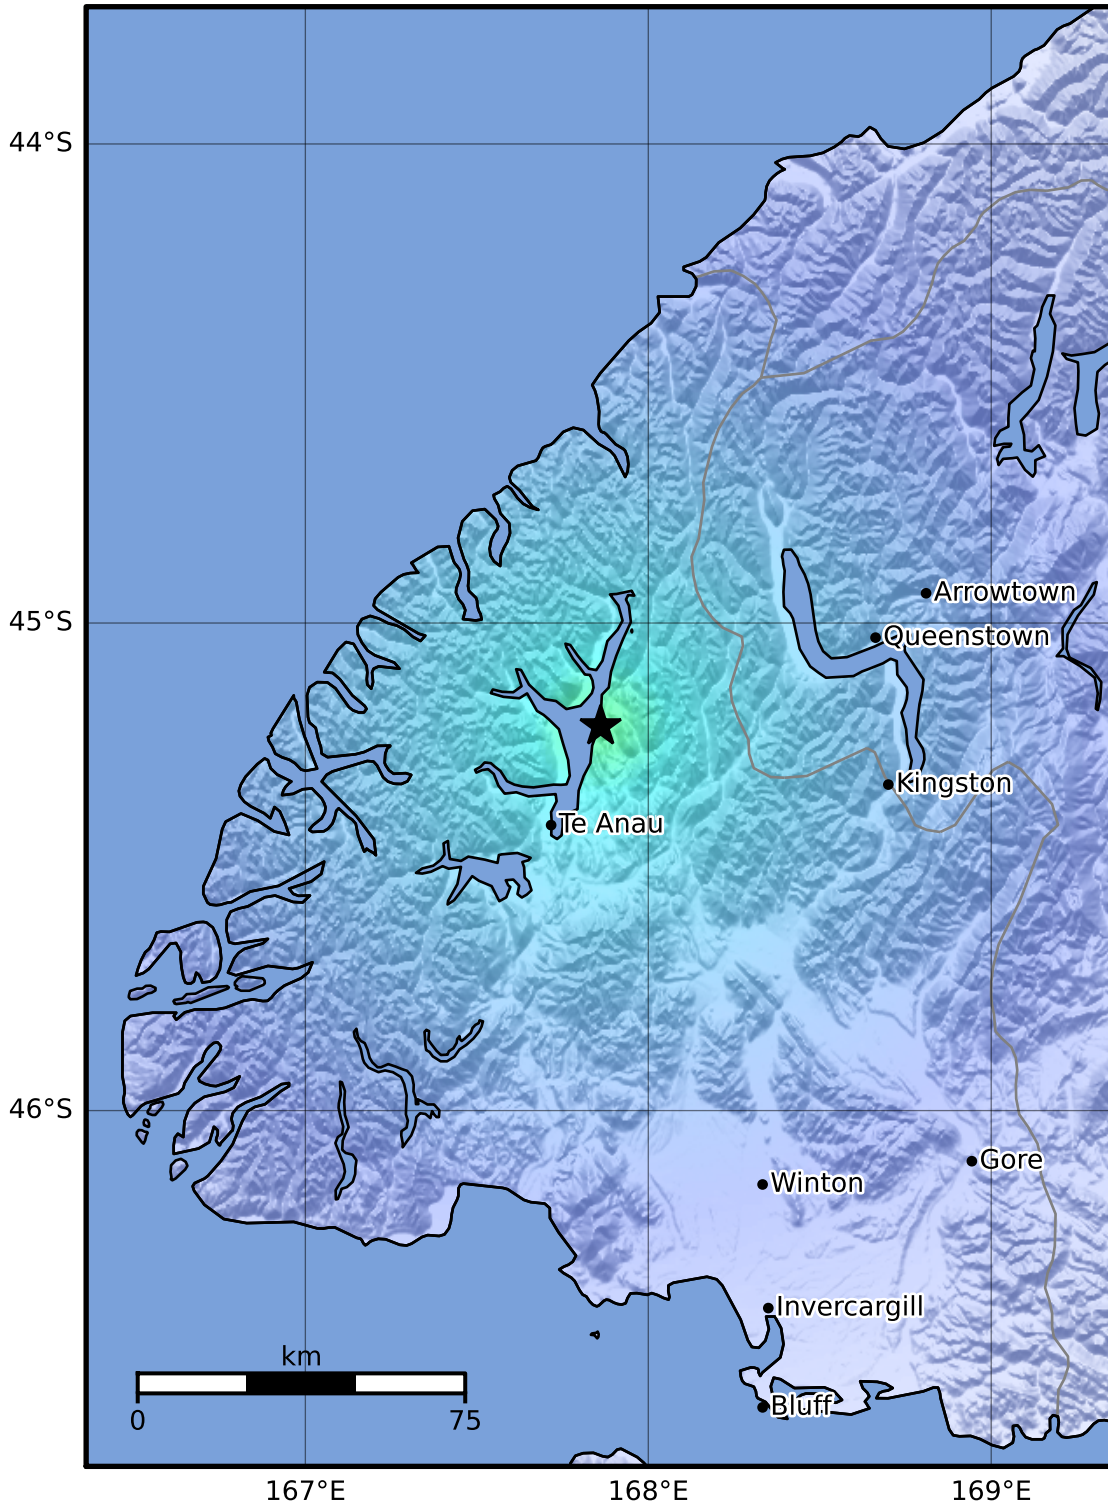 44°S
45°S
Arrowtown
Queenstown
Kingston
Te Anau
46°S
Gore
Winton
Invercargill
km
0 75
Bluff
167°E 168°E 169°E